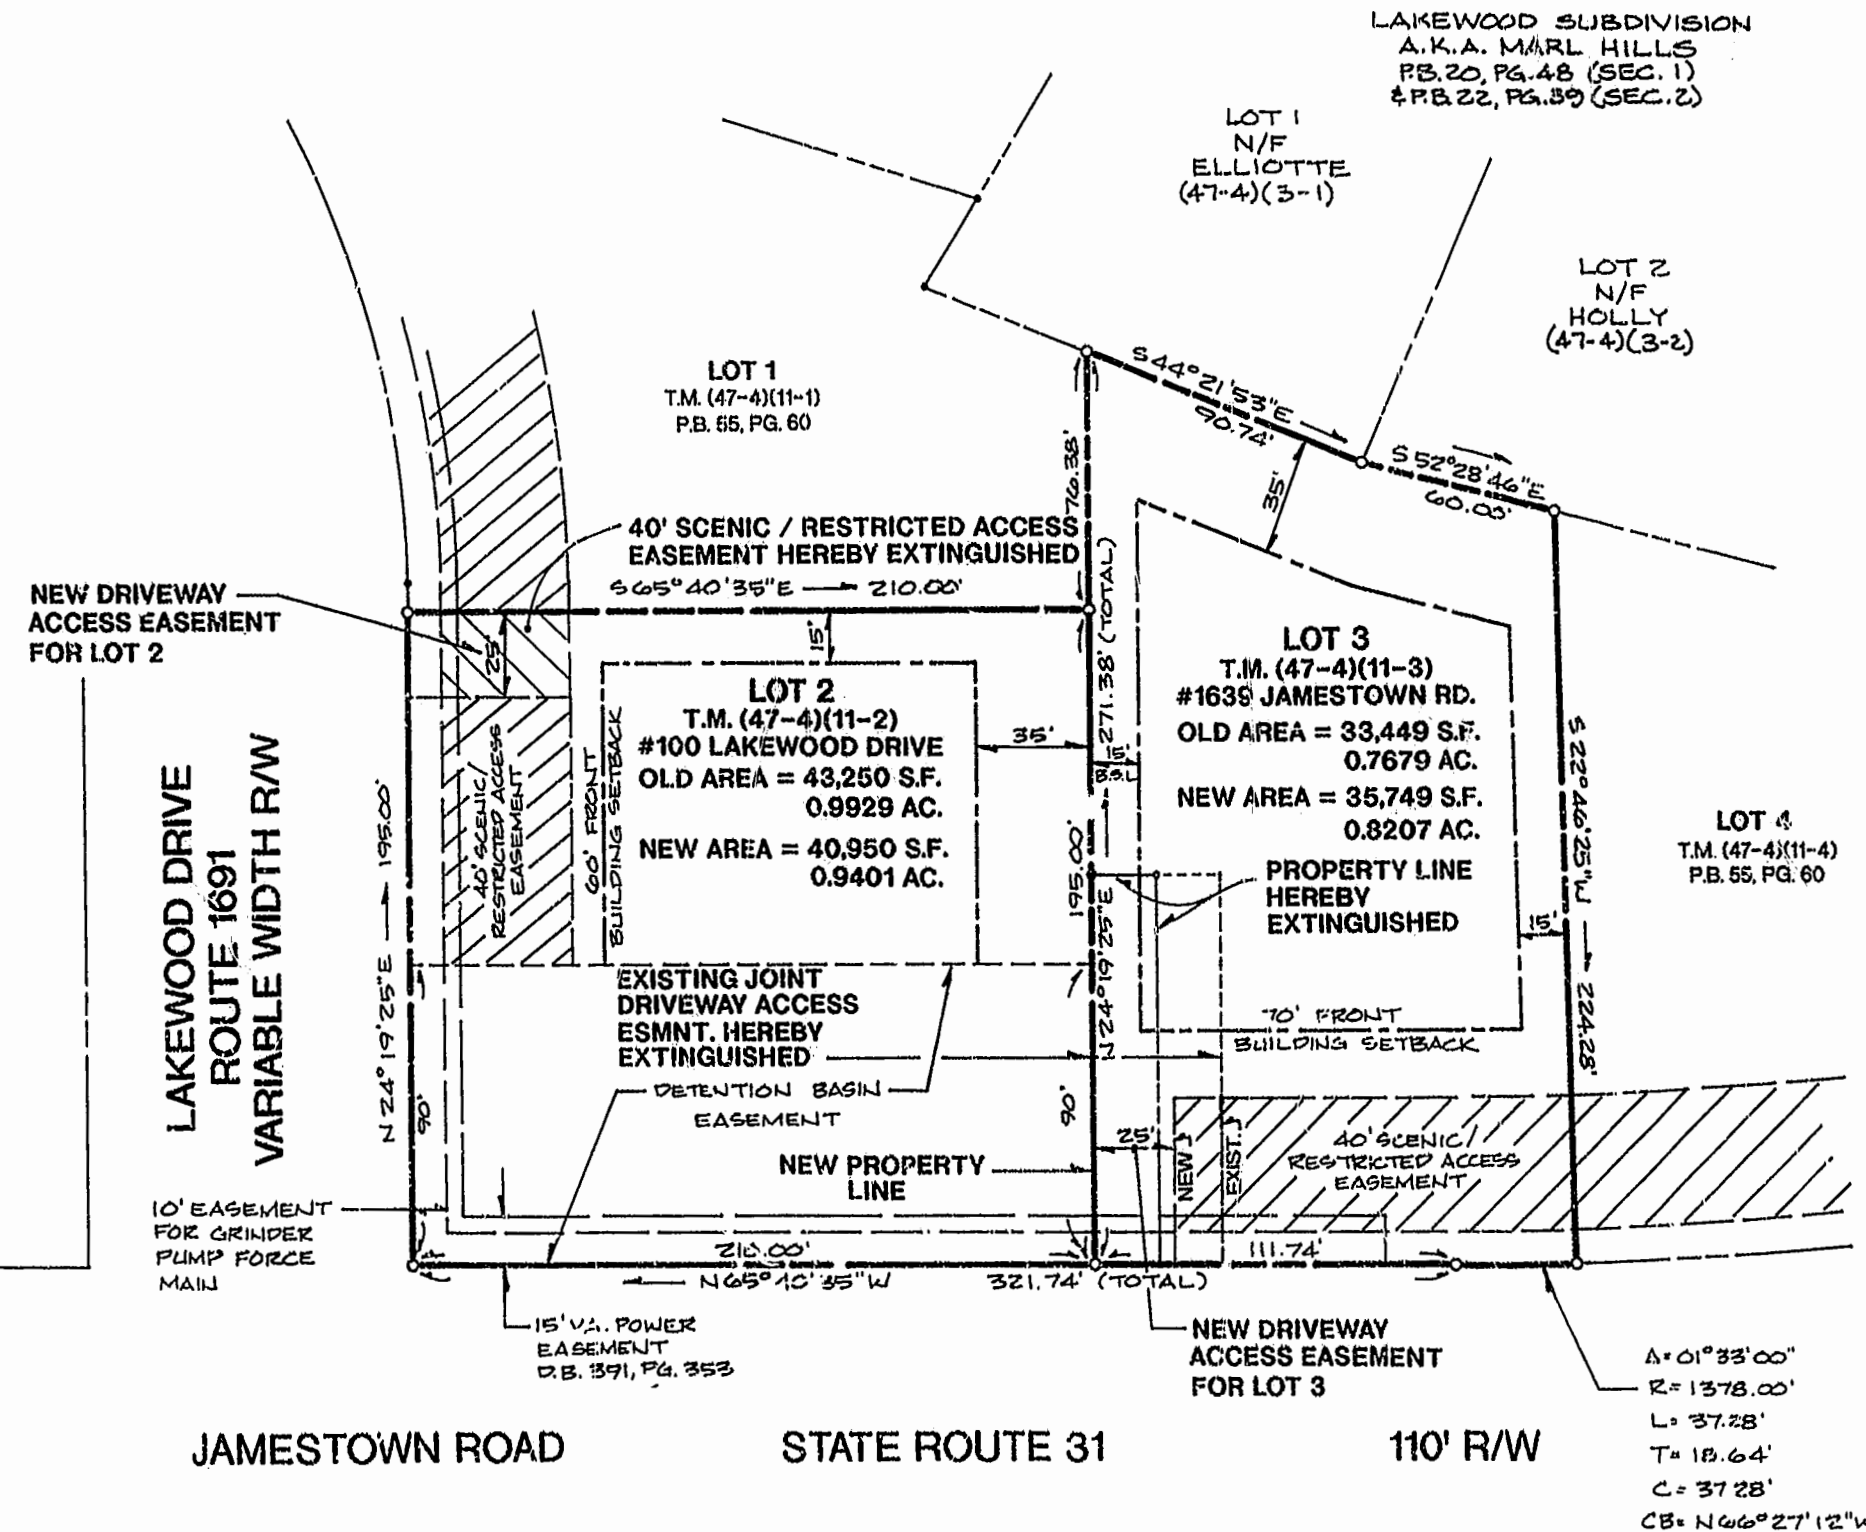 LAKEWOOD SUBDIVISION
A.K.A. MARL HILLS
P.B. 20, PG. 48 (SEC. 1)
& P.B. 22, PG. 39 (SEC. 2)
LOT 1
N/F
ELLIOTTE
(47-4)(3-1)
LOT 2
N/F
HOLLY
(47-4)(3-2)
LOT 1
T.M. (47-4)(11-1)
P.B. 55, PG. 60
S 44° 21' 53" E
90.74'
S 52° 28' 46" E
60.03'
76.38'
35'
40' SCENIC / RESTRICTED ACCESS
EASEMENT HEREBY EXTINGUISHED
S 65° 40' 35" E 210.00'
271.38' (TOTAL)
NEW DRIVEWAY
ACCESS EASEMENT
FOR LOT 2
25'
15'
LOT 2
T.M. (47-4)(11-2)
#100 LAKEWOOD DRIVE
OLD AREA = 43,250 S.F.
0.9929 AC.
NEW AREA = 40,950 S.F.
0.9401 AC.
35'
15'
B.S.L.
LOT 3
T.M. (47-4)(11-3)
#1639 JAMESTOWN RD.
OLD AREA = 33,449 S.F.
0.7679 AC.
NEW AREA = 35,749 S.F.
0.8207 AC.
PROPERTY LINE
HEREBY
EXTINGUISHED
15'
S 22° 46' 25" W 224.28'
LOT 4
T.M. (47-4)(11-4)
P.B. 55, PG. 60
LAKEWOOD DRIVE
ROUTE 1691
VARIABLE WIDTH R/W
N 24° 19' 25" E 195.00'
90'
40' SCENIC/
RESTRICTED ACCESS
EASEMENT
60' FRONT
BUILDING SETBACK
N 24° 19' 25" E 195.00'
90'
EXISTING JOINT
DRIVEWAY ACCESS
ESMNT. HEREBY
EXTINGUISHED
DETENTION BASIN
EASEMENT
70' FRONT
BUILDING SETBACK
NEW PROPERTY
LINE
25'
NEW
EXIST.
40' SCENIC/
RESTRICTED ACCESS
EASEMENT
10' EASEMENT
FOR GRINDER
PUMP FORCE
MAIN
210.00'
111.74'
N 65° 40' 35" W 321.74' (TOTAL)
15' VA. POWER
EASEMENT
D.B. 391, PG. 353
NEW DRIVEWAY
ACCESS EASEMENT
FOR LOT 3
Δ= 01° 33' 00"
R= 1378.00'
L= 37.28'
T= 18.64'
C= 37.28'
CB= N 66° 27' 12" W
JAMESTOWN ROAD STATE ROUTE 31 110' R/W